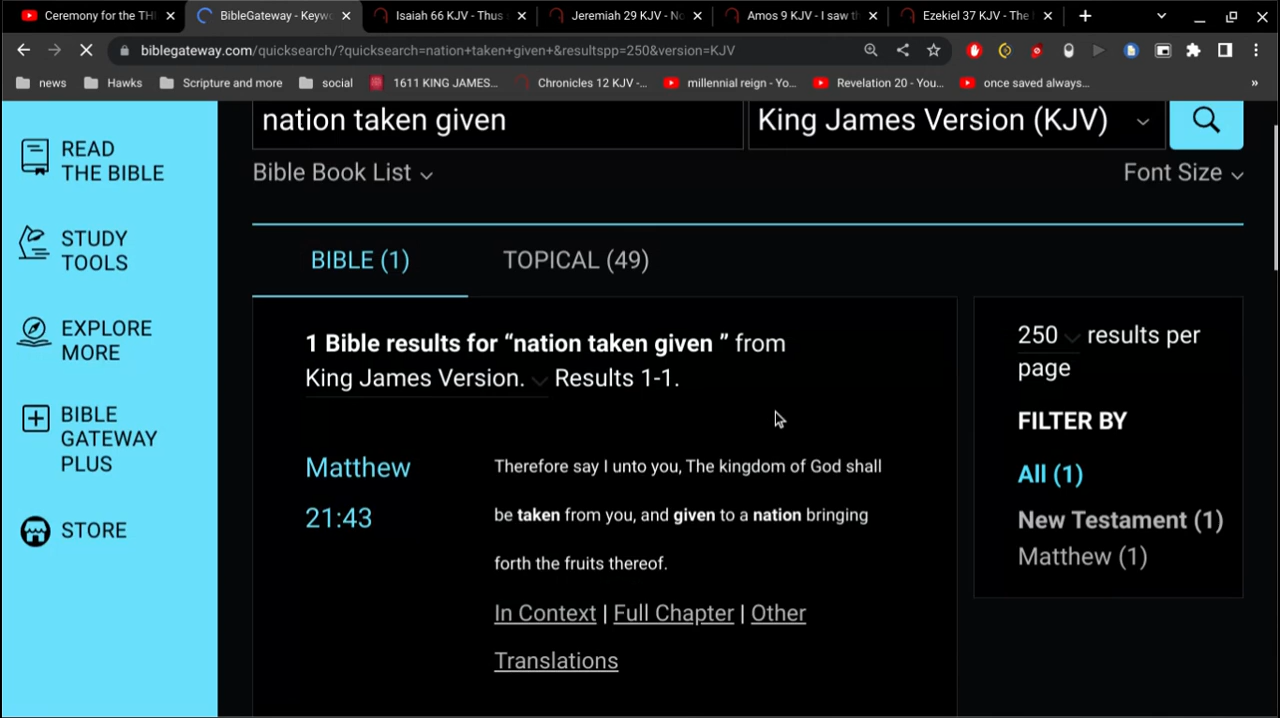 Ceremony for the TH
BibleGateway - Keywo
Isaiah 66 KJV - Thus s
Jeremiah 29 KJV - No
Amos 9 KJV - I saw th
Ezekiel 37 KJV - The
biblegateway.com/quicksearch/?quicksearch=nation+taken+given+&resultspp=250&version=KJV
news
Hawks
Scripture and more
social
1611 KING JAMES...
Chronicles 12 KJV -...
millennial reign - Yo...
Revelation 20 - You...
once saved always...
»
nation taken given
King James Version (KJV)
Bible Book List
Font Size
READ
THE BIBLE
STUDY
TOOLS
EXPLORE
MORE
BIBLE
GATEWAY
PLUS
STORE
BIBLE (1)
TOPICAL (49)
1 Bible results for “nation taken given ” from
King James Version. Results 1-1.
Matthew
21:43
Therefore say I unto you, The kingdom of God shall
be taken from you, and given to a nation bringing
forth the fruits thereof.
In Context | Full Chapter | Other
Translations
250 results per
page
FILTER BY
All (1)
New Testament (1)
Matthew (1)